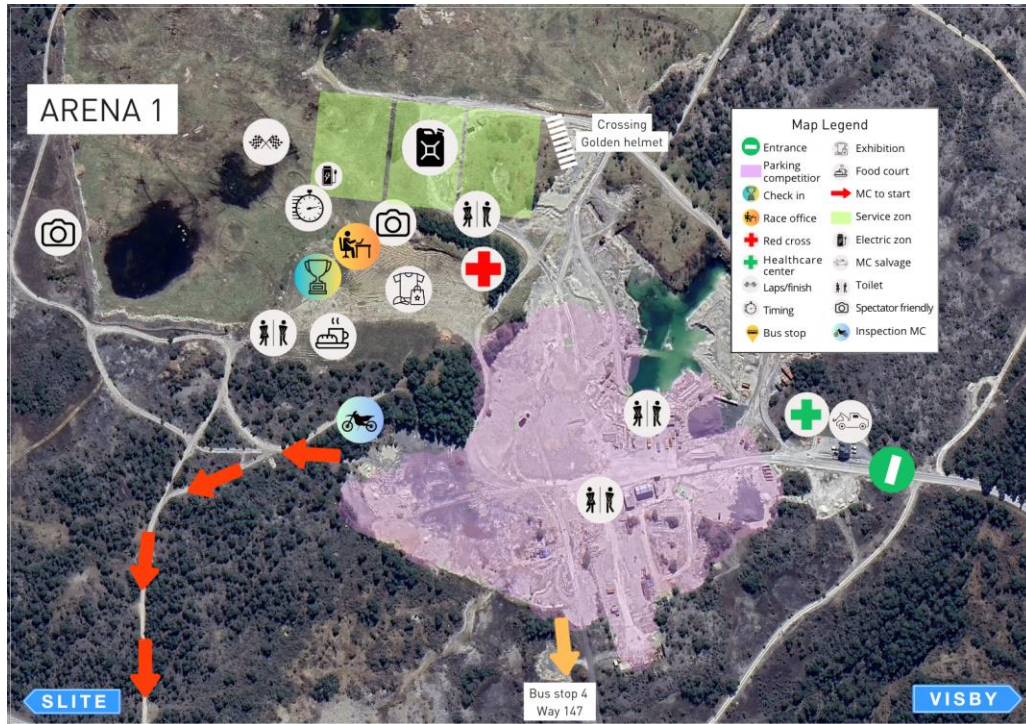 ARENA 1
Crossing
Golden helmet
Map Legend
Entrance
Parking
competitior
Check in
Race office
Red cross
Healthcare
center
Laps/finish
Timing
Bus stop
Exhibition
Food court
MC to start
Service zon
Electric zon
MC salvage
Toilet
Spectator friendly
Inspection MC
Bus stop 4
Way 147
SLITE
VISBY